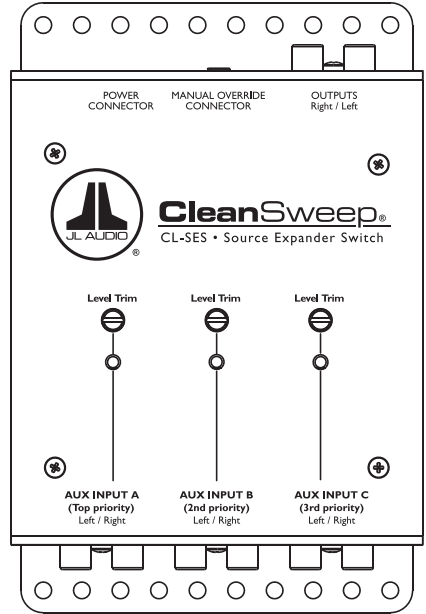 POWER
CONNECTOR
MANUAL OVERRIDE
CONNECTOR
OUTPUTS
Right / Left
JL AUDIO
®
CleanSweep®
CL-SES • Source Expander Switch
Level Trim
Level Trim
Level Trim
AUX INPUT A
(Top priority)
Left / Right
AUX INPUT B
(2nd priority)
Left / Right
AUX INPUT C
(3rd priority)
Left / Right